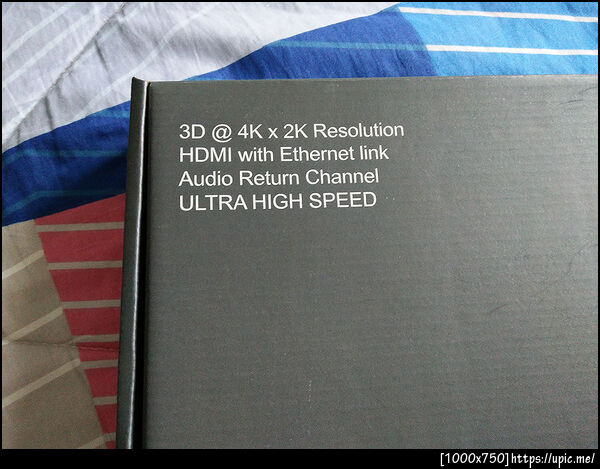 3D @ 4K x 2K Resolution
HDMI with Ethernet link
Audio Return Channel
ULTRA HIGH SPEED
[1000x750]https://upic.me/